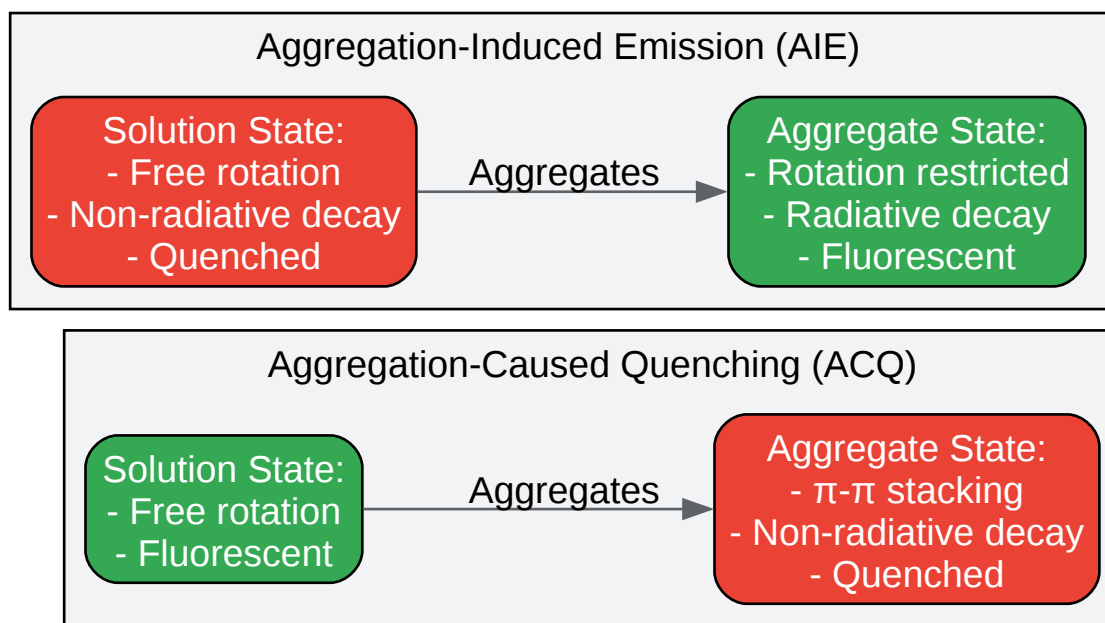 Aggregation-Induced Emission (AIE)
Solution State:
- Free rotation
- Non-radiative decay
- Quenched
Aggregates
Aggregate State:
- Rotation restricted
- Radiative decay
- Fluorescent
Aggregation-Caused Quenching (ACQ)
Solution State:
- Free rotation
- Fluorescent
Aggregates
Aggregate State:
- π-π stacking
- Non-radiative decay
- Quenched